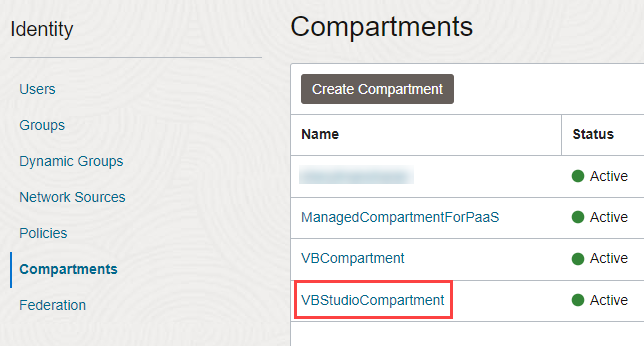 Identity
Users
Groups
Dynamic Groups
Network Sources
Policies
Compartments
Federation
Compartments
Create Compartment
Name Status
Active
ManagedCompartmentForPaaS Active
VBCompartment Active
VBStudioCompartment Active